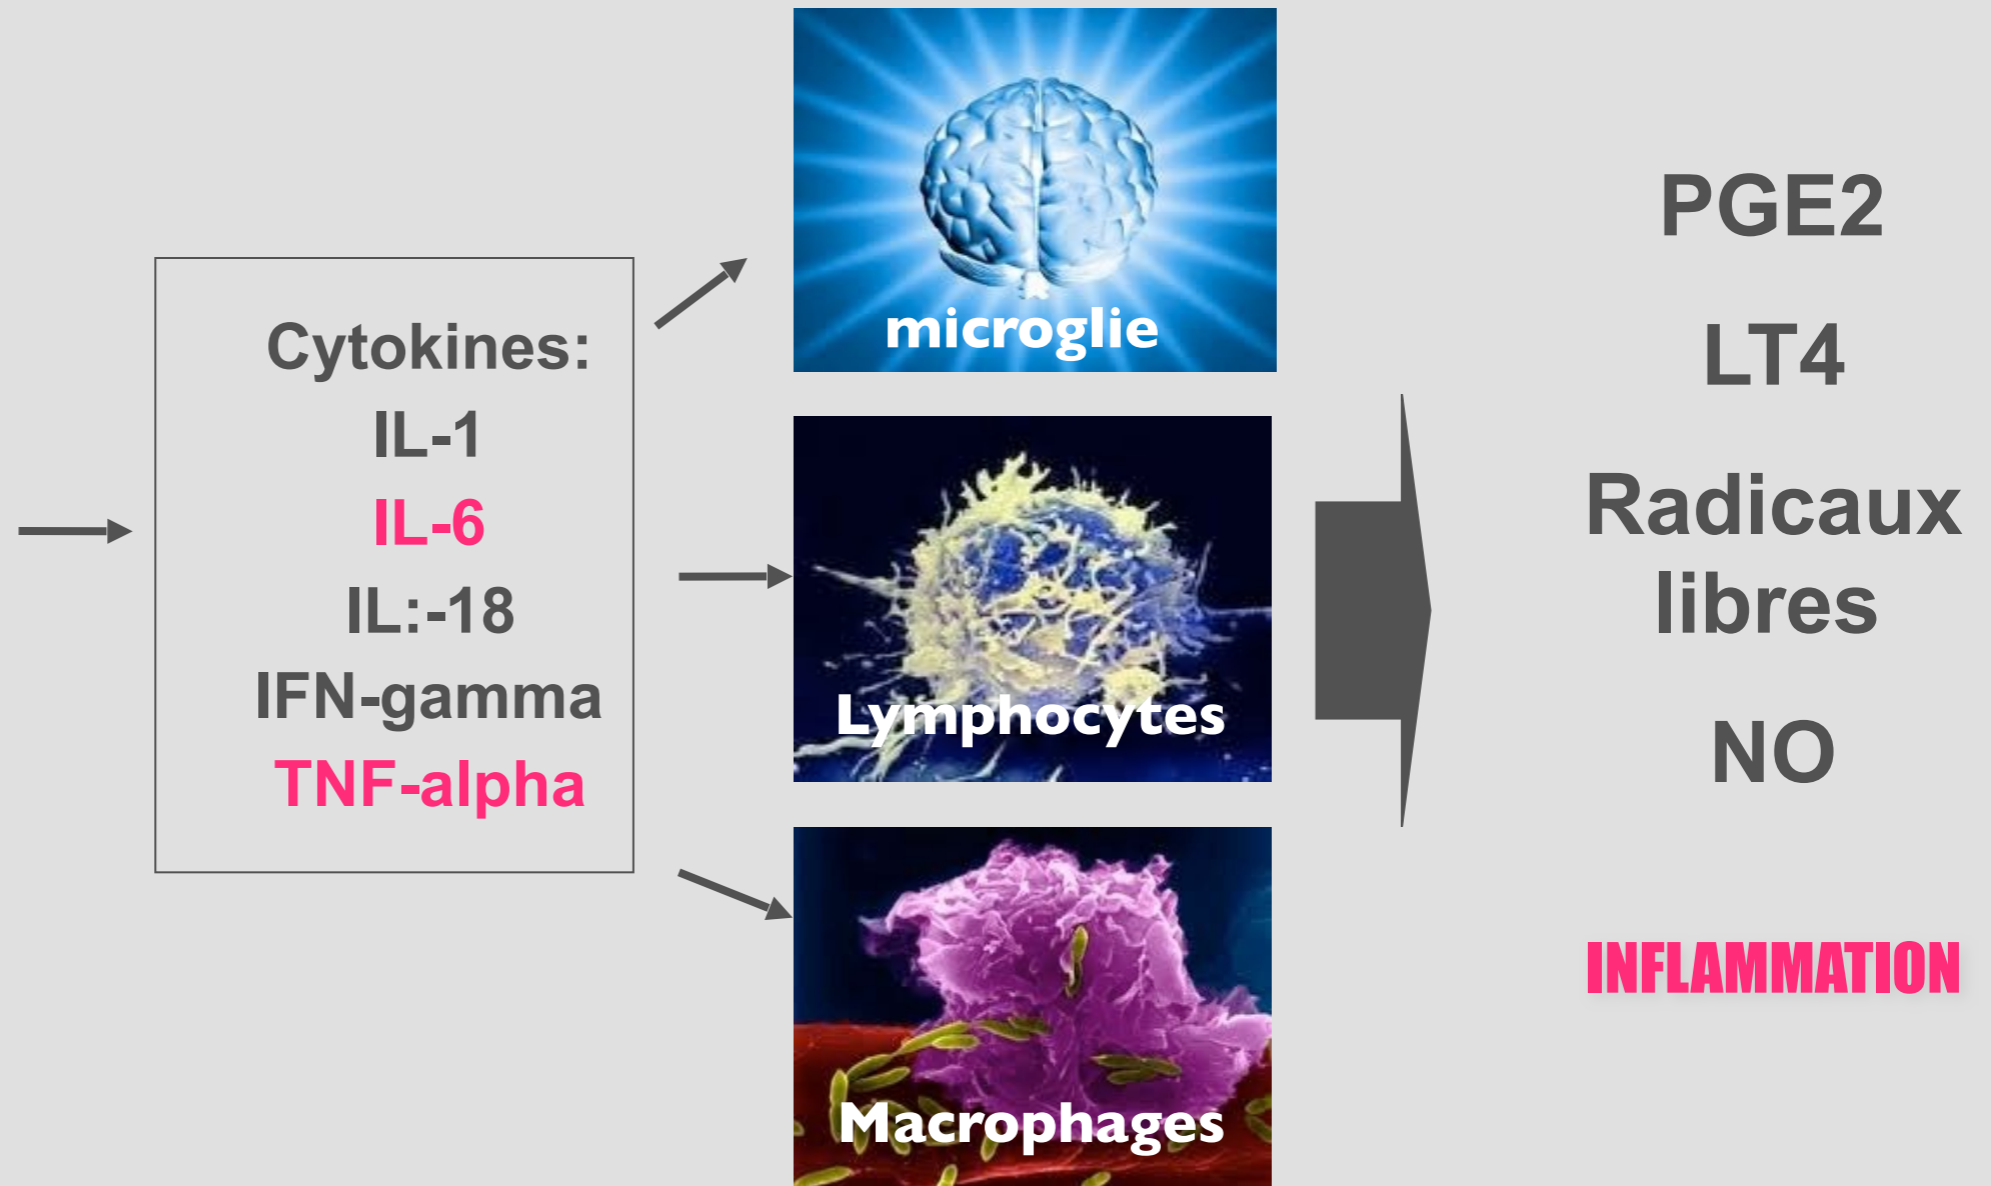 Cytokines:
IL-1
IL-6
IL:-18
IFN-gamma
TNF-alpha
microglie
Lymphocytes
Macrophages
PGE2
LT4
Radicaux
libres
NO
INFLAMMATION